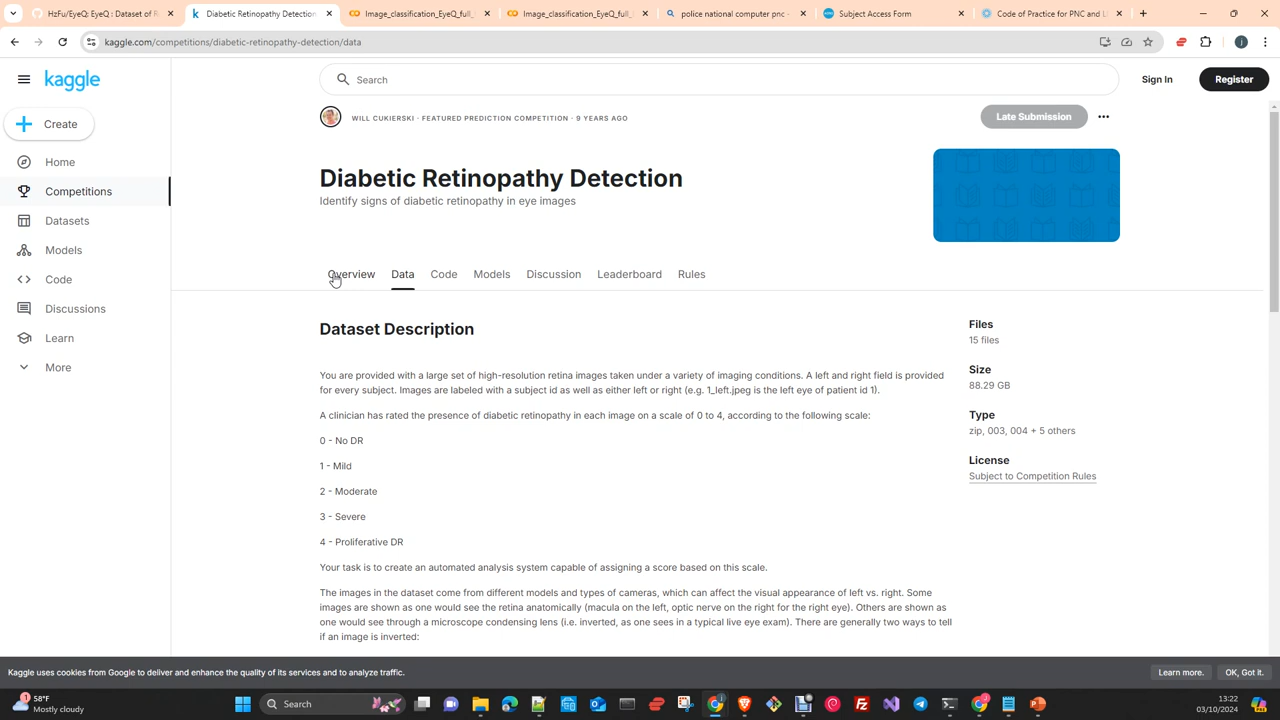 HzFu/EyeQ: EyeQ : Dataset of R
Diabetic Retinopathy Detection
Image_classification_EyeQ_full_
Image_classification_EyeQ_full_
police national computer pnc -
Subject Access Form
Code of Practice for PNC and L
kaggle.com/competitions/diabetic-retinopathy-detection/data
kaggle
Search
Sign In
Register
Create
WILL CUKIERSKI · FEATURED PREDICTION COMPETITION · 9 YEARS AGO
Late Submission
Home
Competitions
Datasets
Models
Code
Discussions
Learn
More
Diabetic Retinopathy Detection
Identify signs of diabetic retinopathy in eye images
Overview Data Code Models Discussion Leaderboard Rules
Dataset Description
You are provided with a large set of high-resolution retina images taken under a variety of imaging conditions. A left and right field is provided
for every subject. Images are labeled with a subject id as well as either left or right (e.g. 1_left.jpeg is the left eye of patient id 1).
A clinician has rated the presence of diabetic retinopathy in each image on a scale of 0 to 4, according to the following scale:
0 - No DR
1 - Mild
2 - Moderate
3 - Severe
4 - Proliferative DR
Your task is to create an automated analysis system capable of assigning a score based on this scale.
The images in the dataset come from different models and types of cameras, which can affect the visual appearance of left vs. right. Some
images are shown as one would see the retina anatomically (macula on the left, optic nerve on the right for the right eye). Others are shown as
one would see through a microscope condensing lens (i.e. inverted, as one sees in a typical live eye exam). There are generally two ways to tell
if an image is inverted:
Files
15 files
Size
88.29 GB
Type
zip, 003, 004 + 5 others
License
Subject to Competition Rules
Kaggle uses cookies from Google to deliver and enhance the quality of its services and to analyze traffic.
Learn more.
OK, Got it.
1
58°F
Mostly cloudy
Search
13:22
03/10/2024